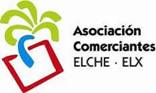 Asociación
Comerciantes
ELCHE · ELX